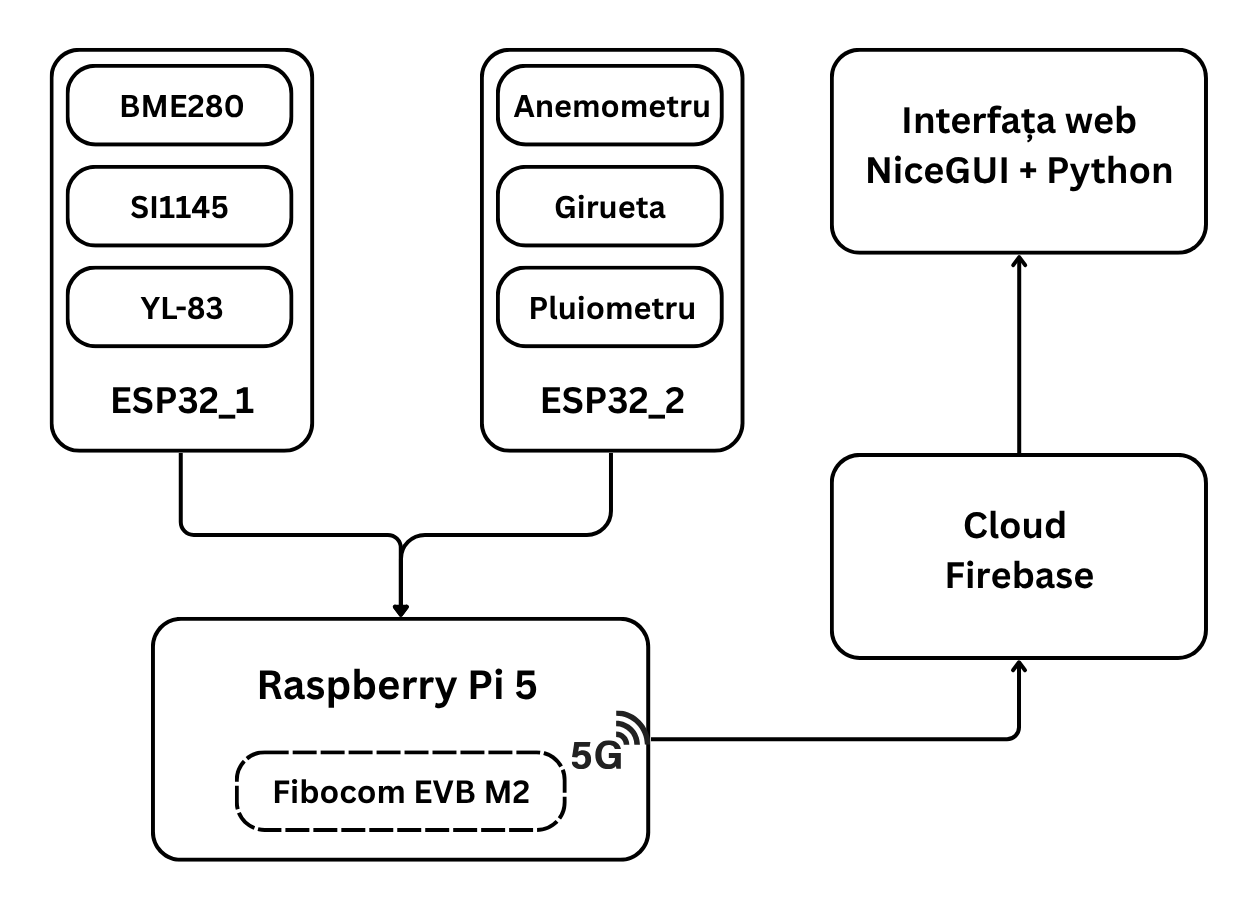 BME280
SI1145
YL-83
ESP32_1
Anemometru
Girueta
Pluiometru
ESP32_2
Interfața web
NiceGUI + Python
Cloud
Firebase
Raspberry Pi 5
5G
Fibocom EVB M2